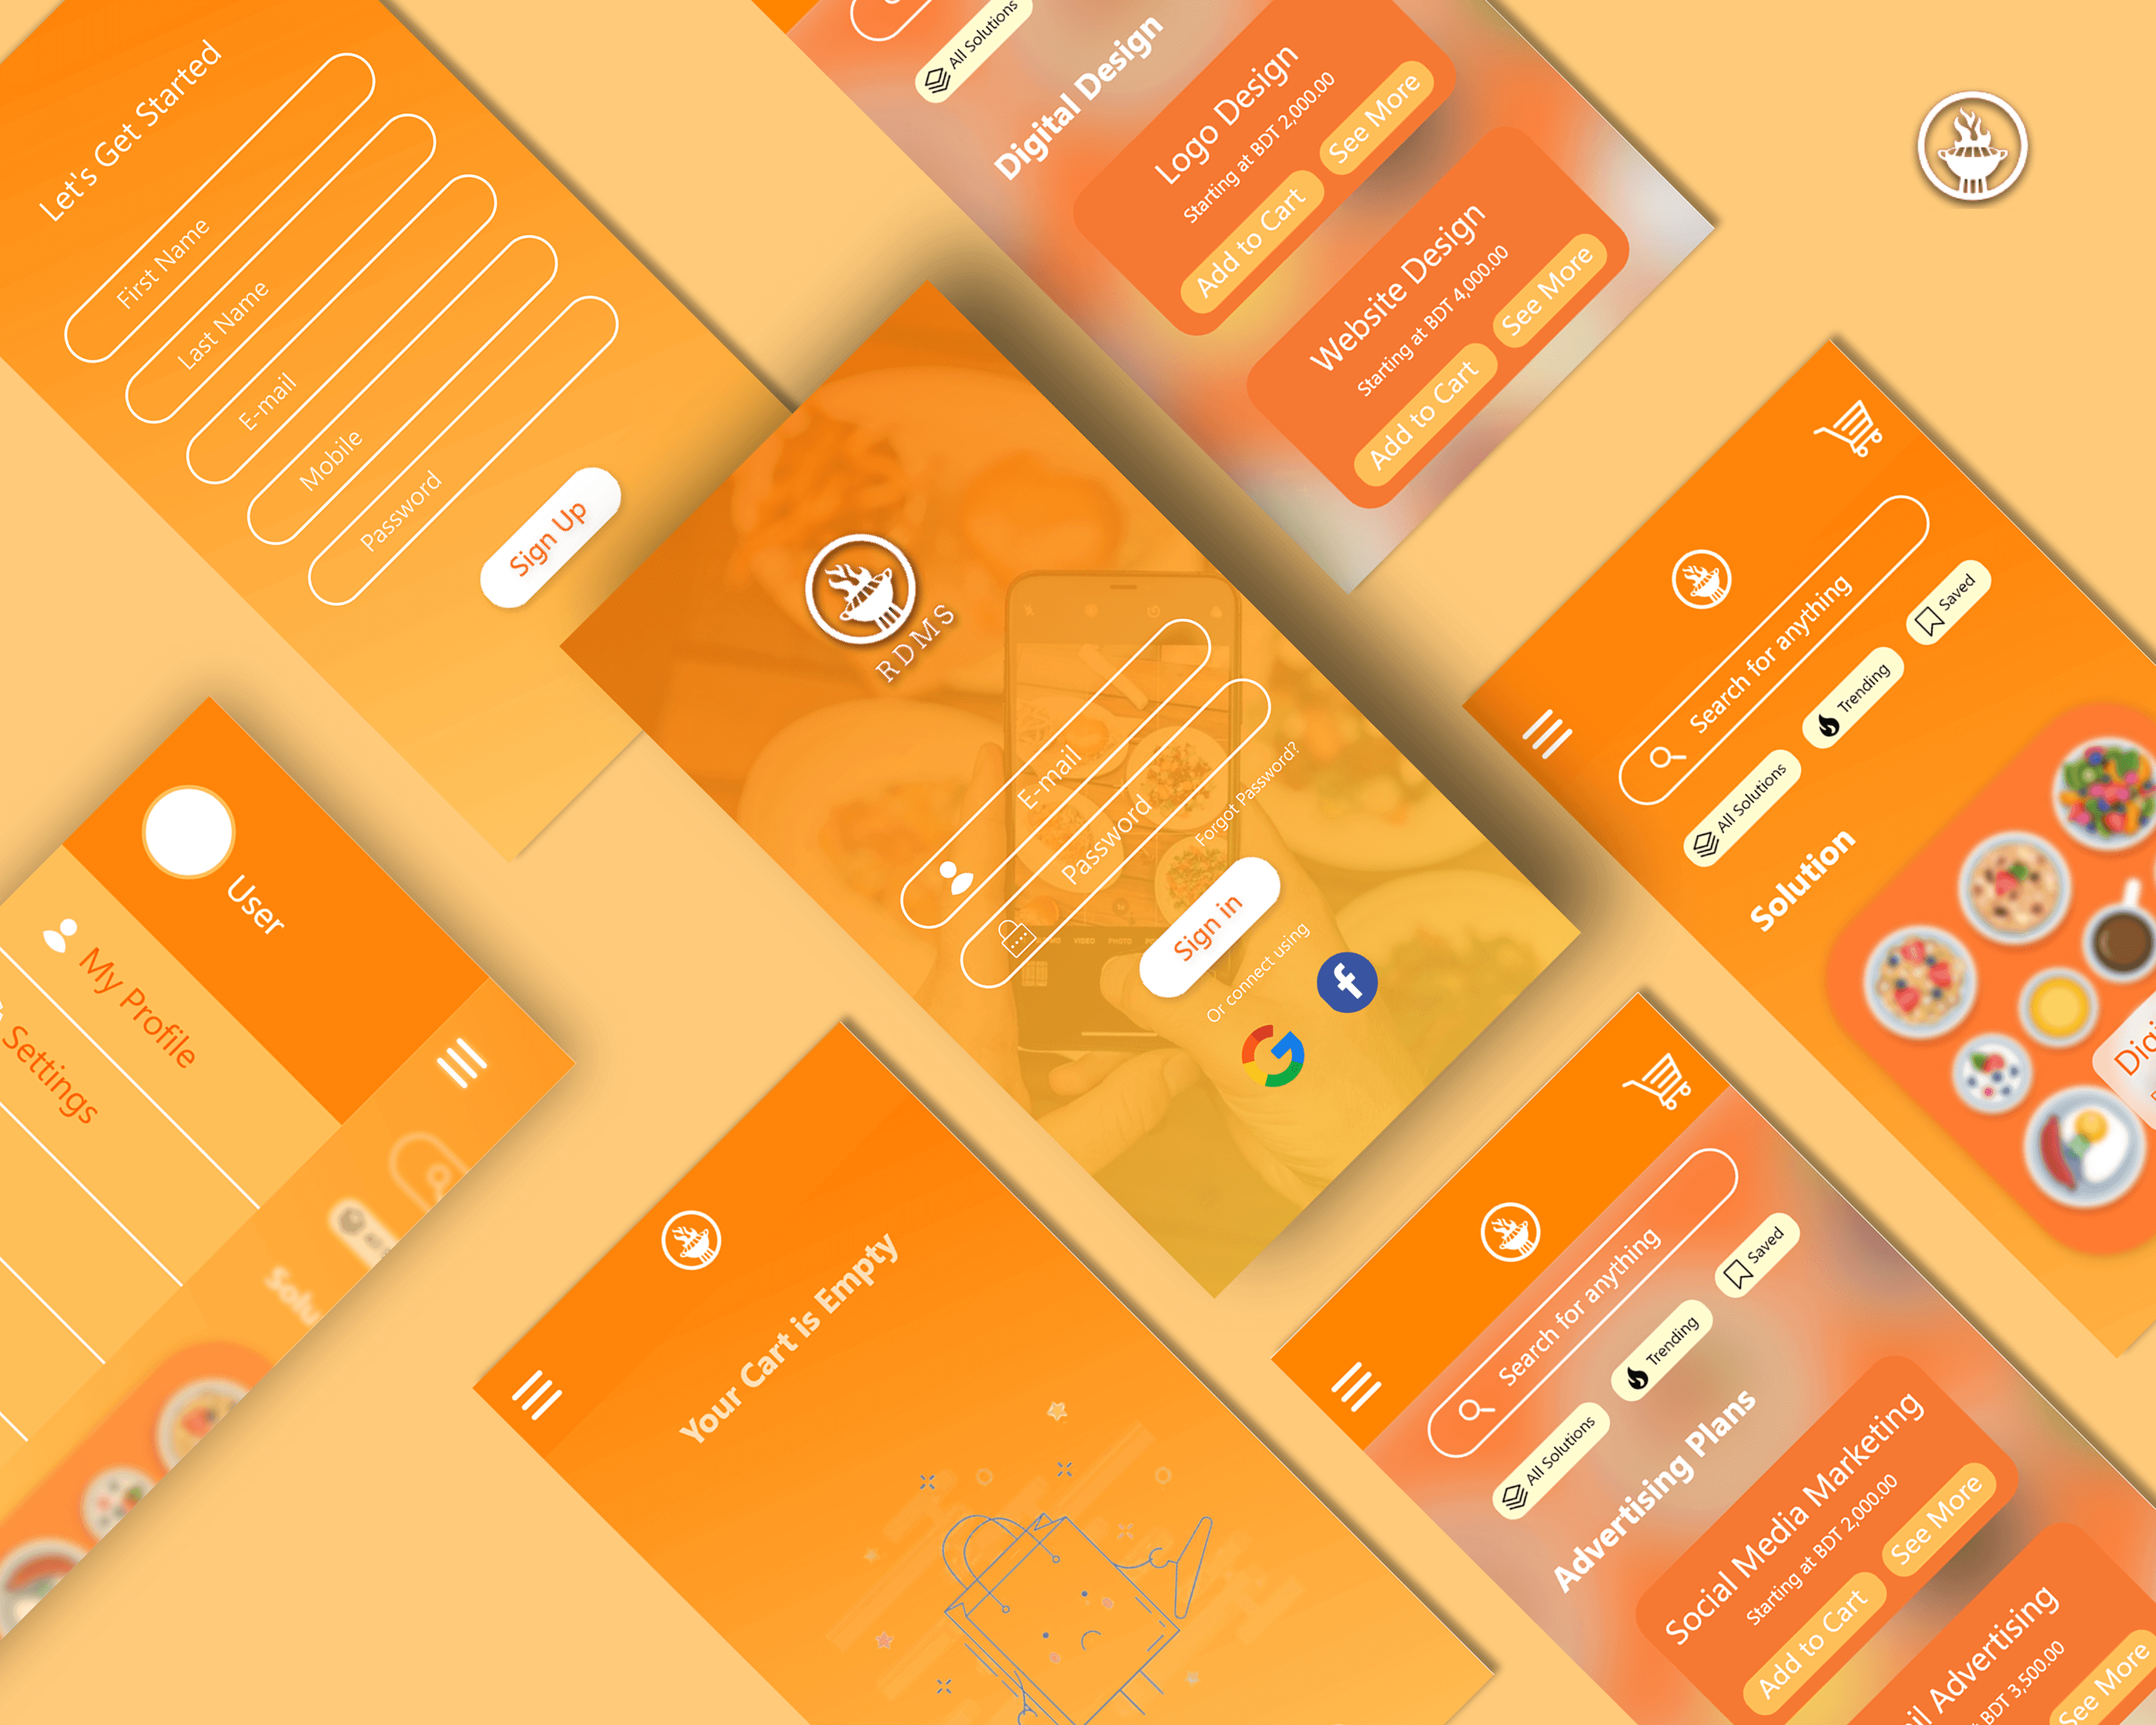 Let's Get Started
First Name
Last Name
E-mail
Mobile
Password
Sign Up
All Solutions
Digital Design
Logo Design
Starting at BDT 2,000.00
Add to Cart
See More
Website Design
Starting at BDT 4,000.00
Add to Cart
See More
RDMS
E-mail
Password
Forgot Password?
Sign in
Or connect using
VIDEO
PHOTO
Search for anything
All Solutions
Trending
Saved
Solution
User
My Profile
Settings
Solu
Your Cart is Empty
Search for anything
All Solutions
Trending
Saved
Advertising Plans
Social Media Marketing
Starting at BDT 2,000.00
Add to Cart
See More
Advertising
BDT 3,500.00
See More